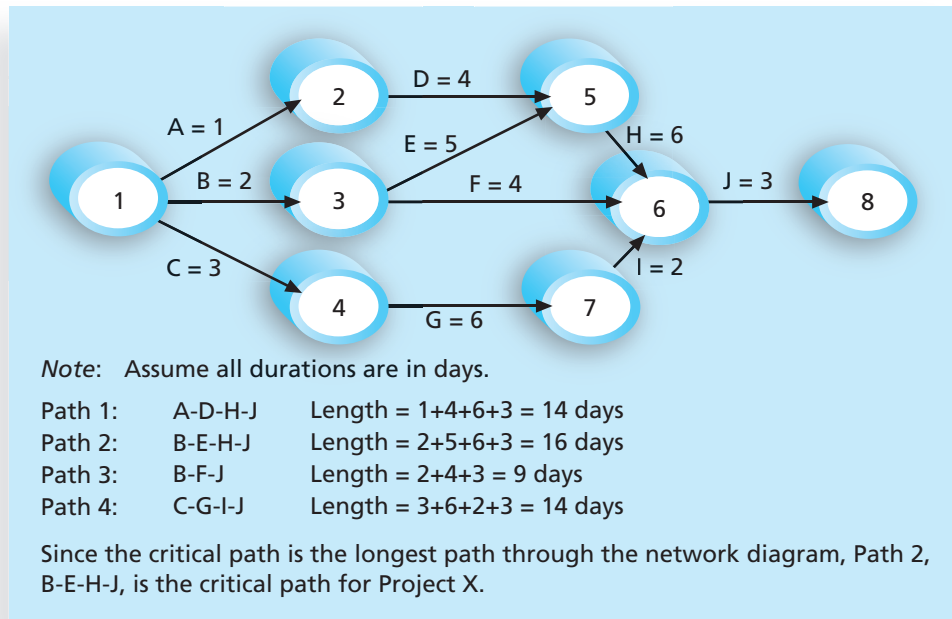 2
D = 4
5
A = 1
E = 5
H = 6
1
B = 2
3
F = 4
6
J = 3
8
C = 3
I = 2
4
G = 6
7
Note: Assume all durations are in days.
Path 1: A-D-H-J Length = 1+4+6+3 = 14 days
Path 2: B-E-H-J Length = 2+5+6+3 = 16 days
Path 3: B-F-J Length = 2+4+3 = 9 days
Path 4: C-G-I-J Length = 3+6+2+3 = 14 days
Since the critical path is the longest path through the network diagram, Path 2,
B-E-H-J, is the critical path for Project X.